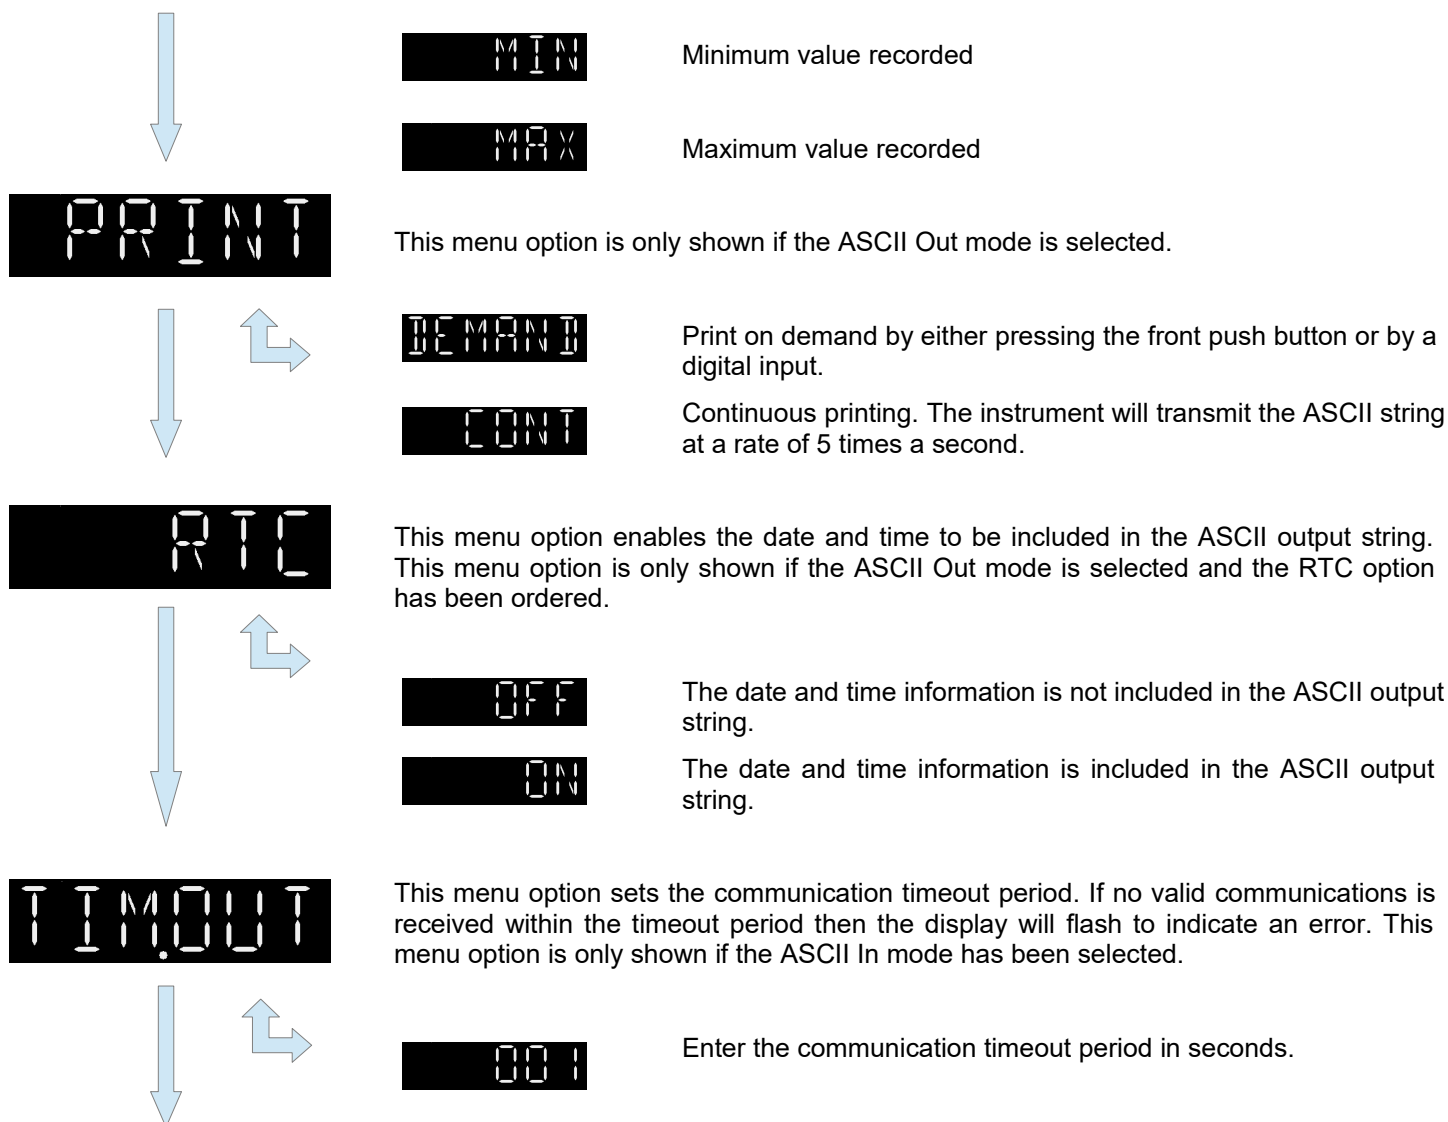 MIN
Minimum value recorded
MAX
Maximum value recorded
PRINT
This menu option is only shown if the ASCII Out mode is selected.
DEMAND
Print on demand by either pressing the front push button or by a
digital input.
CONT
Continuous printing. The instrument will transmit the ASCII string
at a rate of 5 times a second.
RTC
This menu option enables the date and time to be included in the ASCII output string.
This menu option is only shown if the ASCII Out mode is selected and the RTC option
has been ordered.
OFF
The date and time information is not included in the ASCII output
string.
ON
The date and time information is included in the ASCII output
string.
TIM.OUT
This menu option sets the communication timeout period. If no valid communications is
received within the timeout period then the display will flash to indicate an error. This
menu option is only shown if the ASCII In mode has been selected.
001
Enter the communication timeout period in seconds.